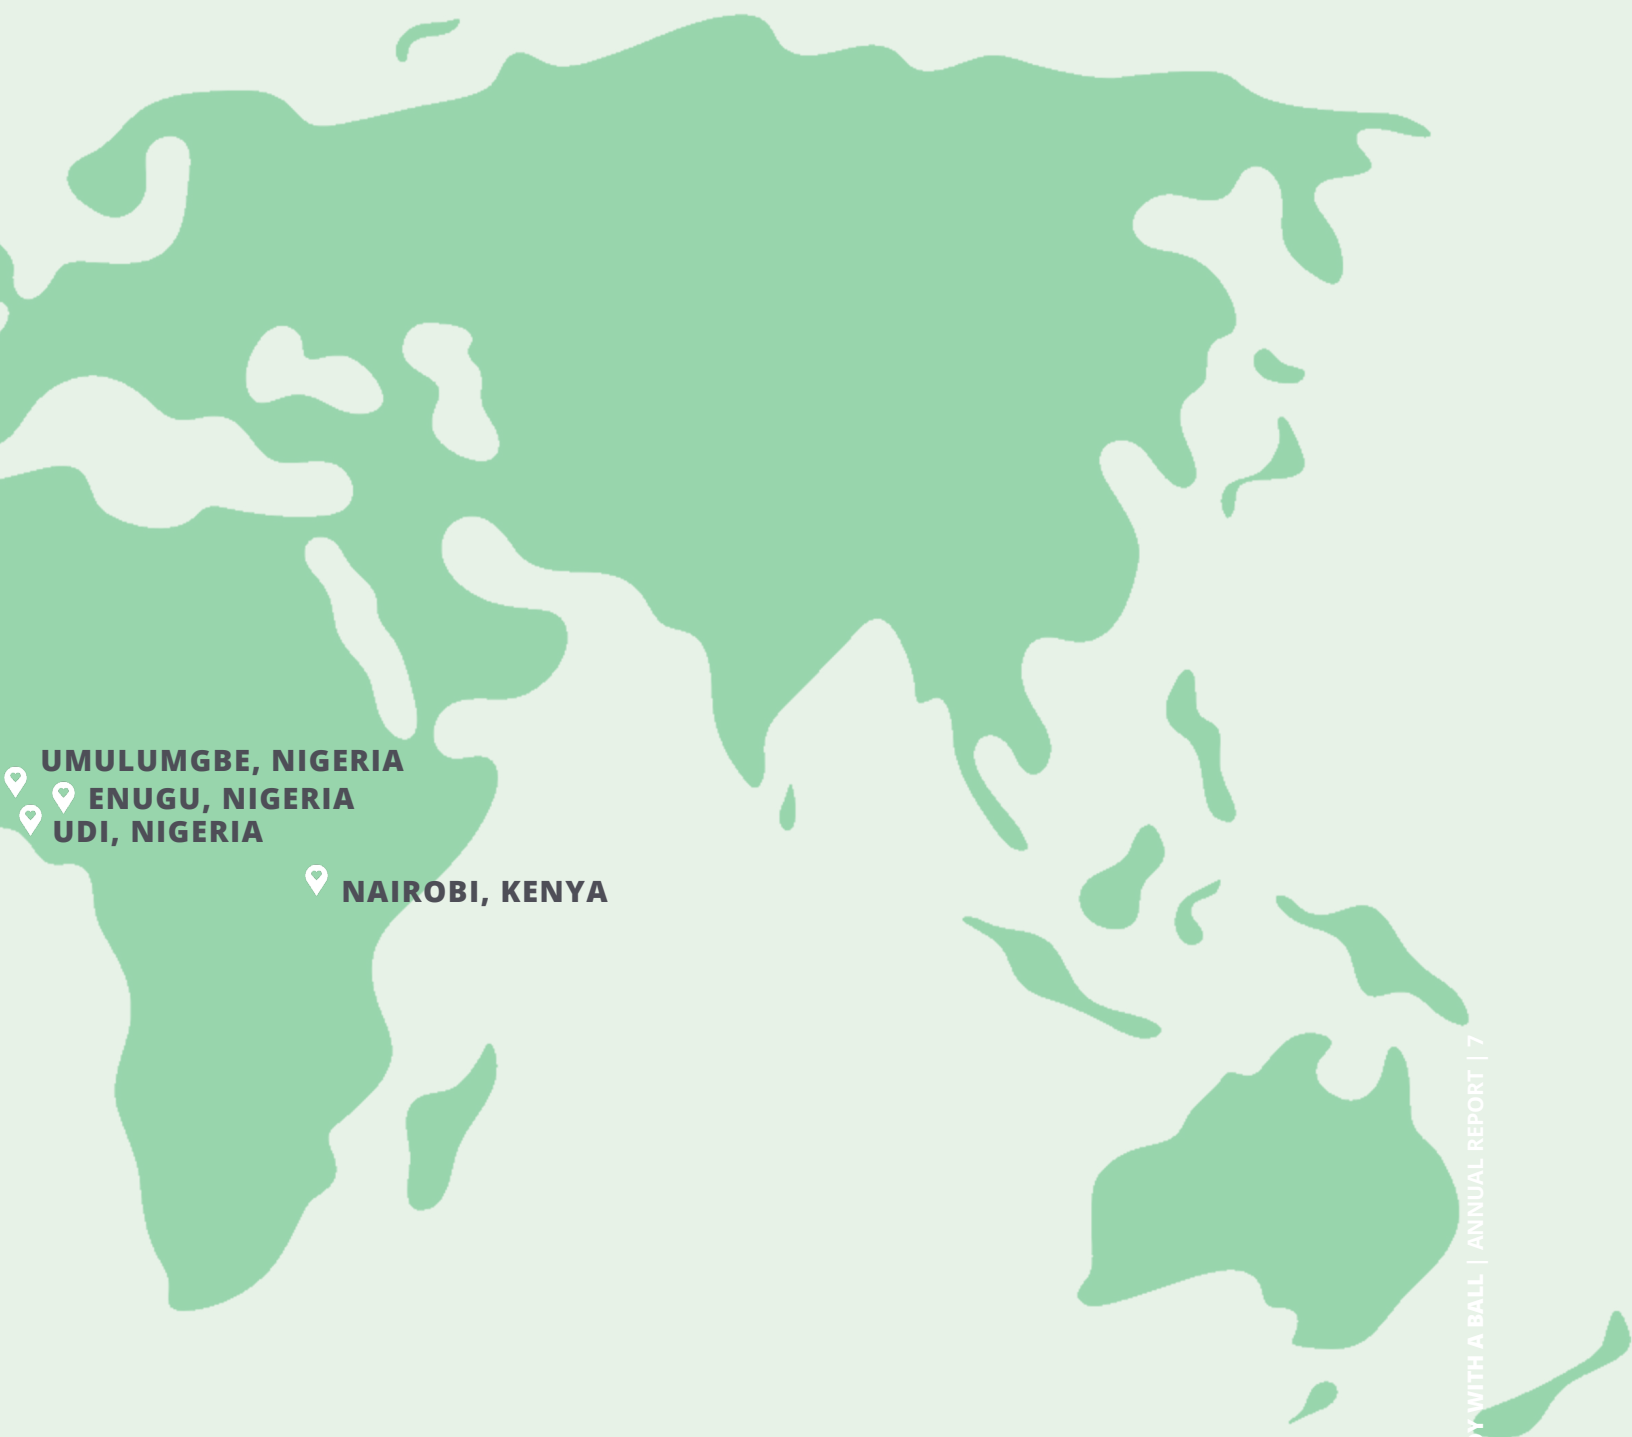 UMULUMGBE, NIGERIA
ENUGU, NIGERIA
UDI, NIGERIA
NAIROBI, KENYA
WITH A BALL | ANNUAL REPORT | 7